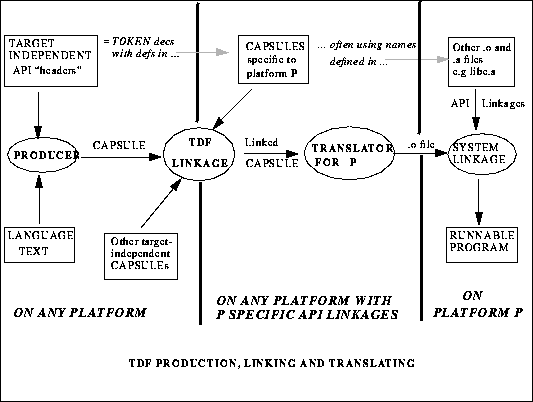 TARGET
INDEPENDENT
API “headers”
= TOKEN decs
with defs in ...
CAPSULES
specific to
platform P
... often using names
defined in ...
Other .o and
.a files
e.g libc.a
API Linkages
PRODUCER
CAPSULE
TDF
LINKAGE
Linked
CAPSULE
TRANSLATOR
FOR P
.o file
SYSTEM
LINKAGE
LANGUAGE
TEXT
Other target-
independent
CAPSULEs
RUNNABLE
PROGRAM
ON ANY PLATFORM
ON ANY PLATFORM WITH
P SPECIFIC API LINKAGES
ON
PLATFORM P
TDF PRODUCTION, LINKING AND TRANSLATING